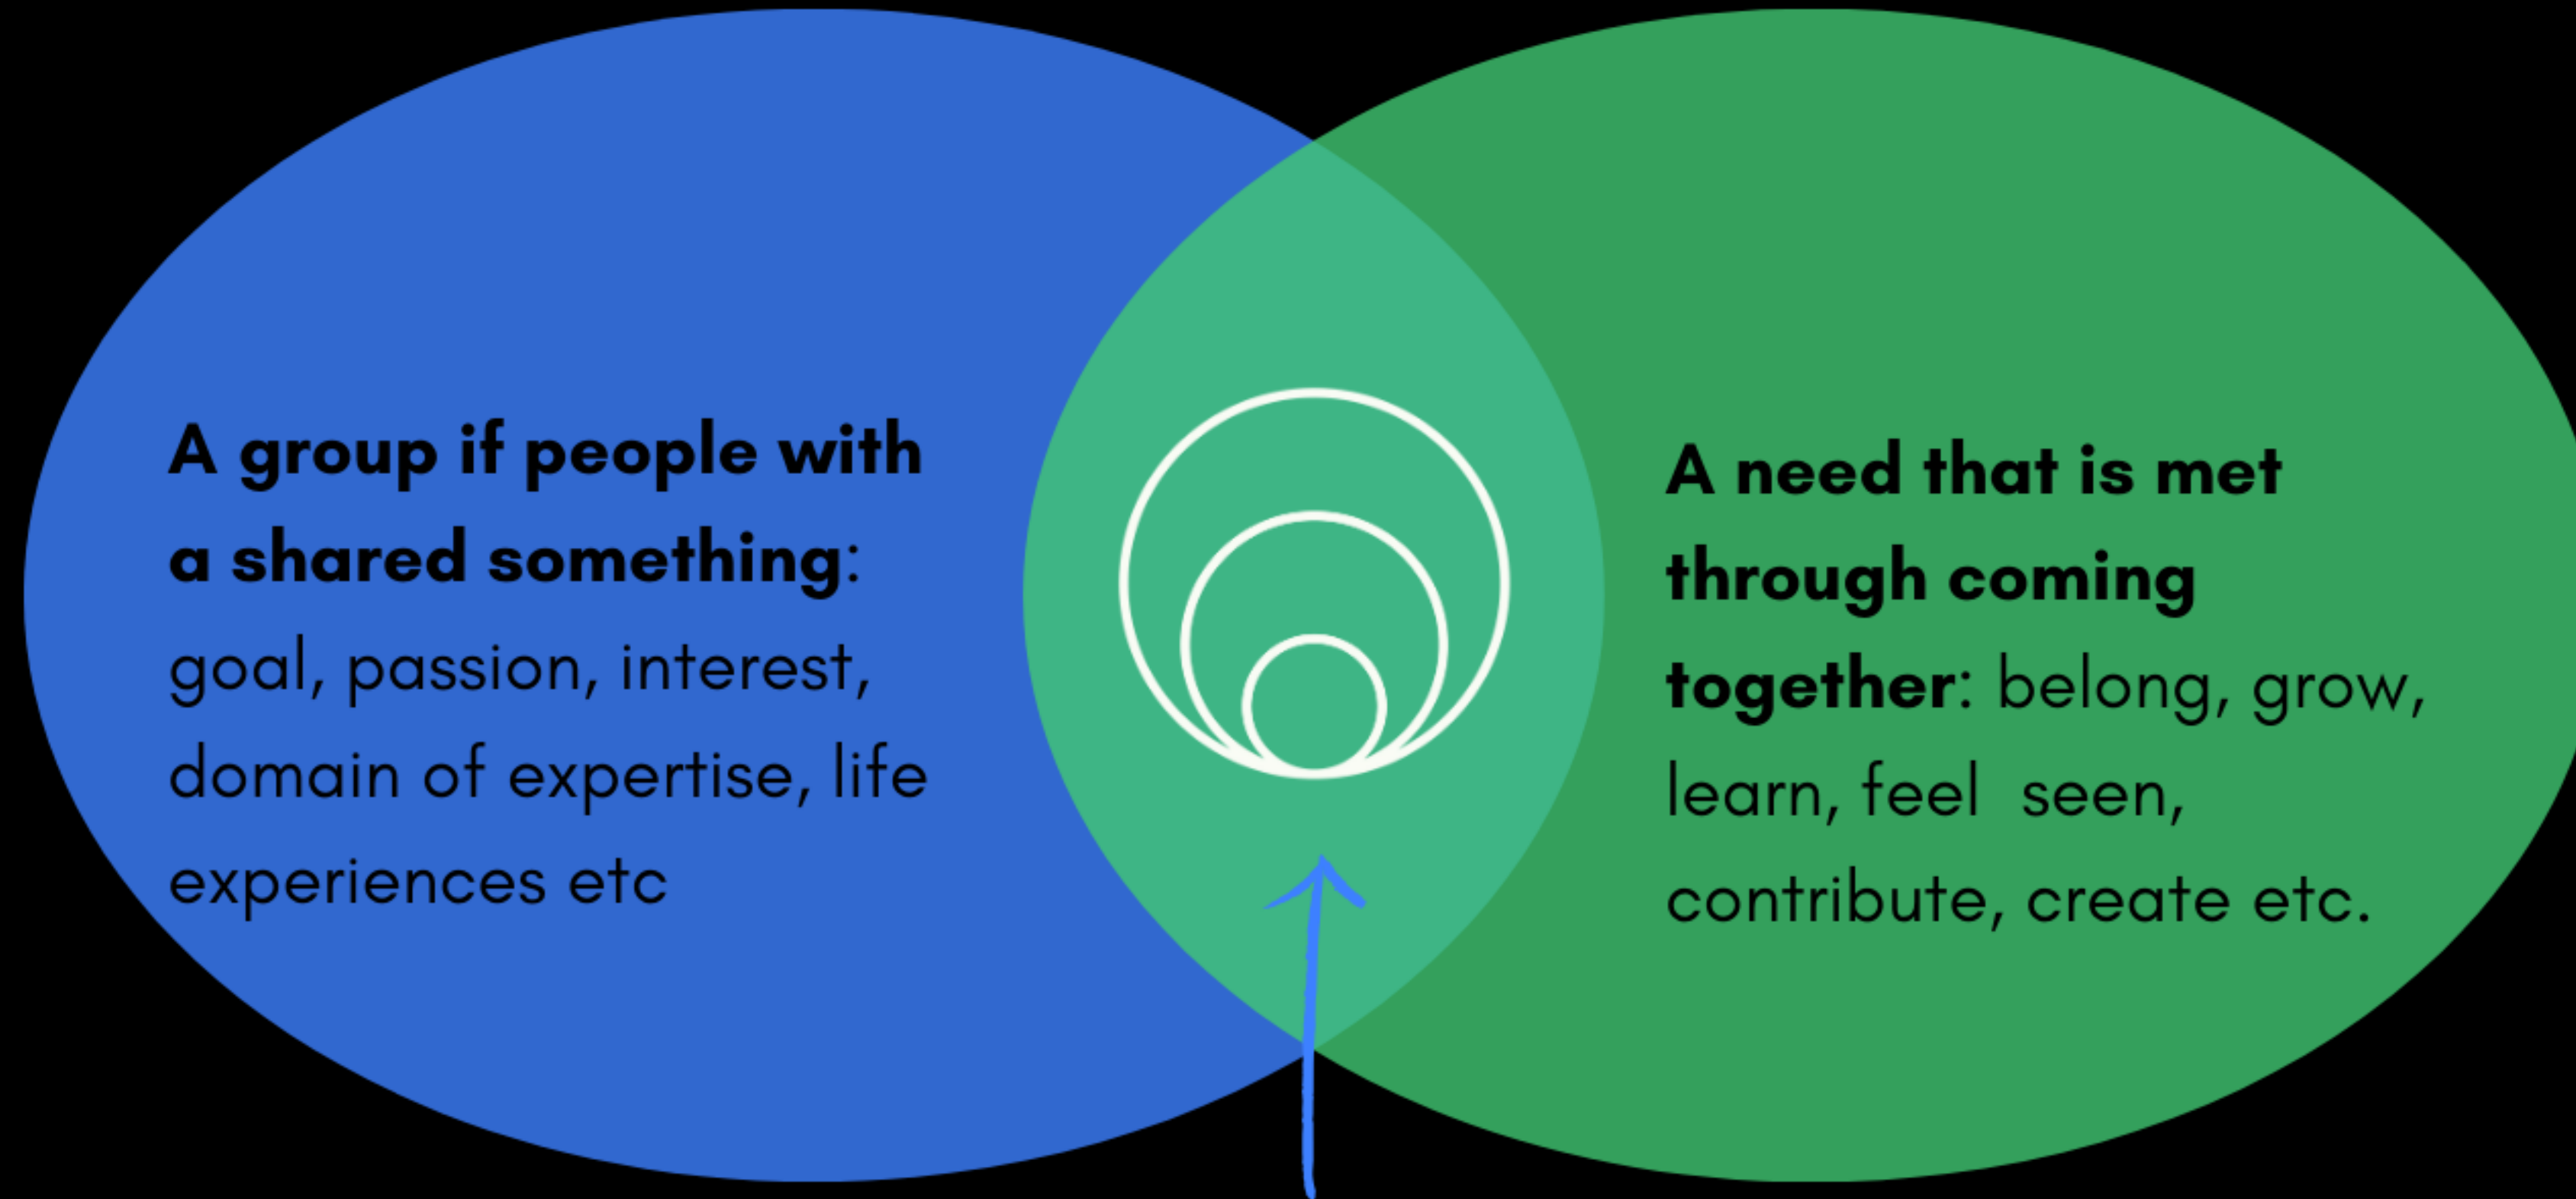 A group if people with
a shared something:
goal, passion, interest,
domain of expertise, life
experiences etc
A need that is met
through coming
together: belong, grow,
learn, feel  seen,
contribute, create etc.